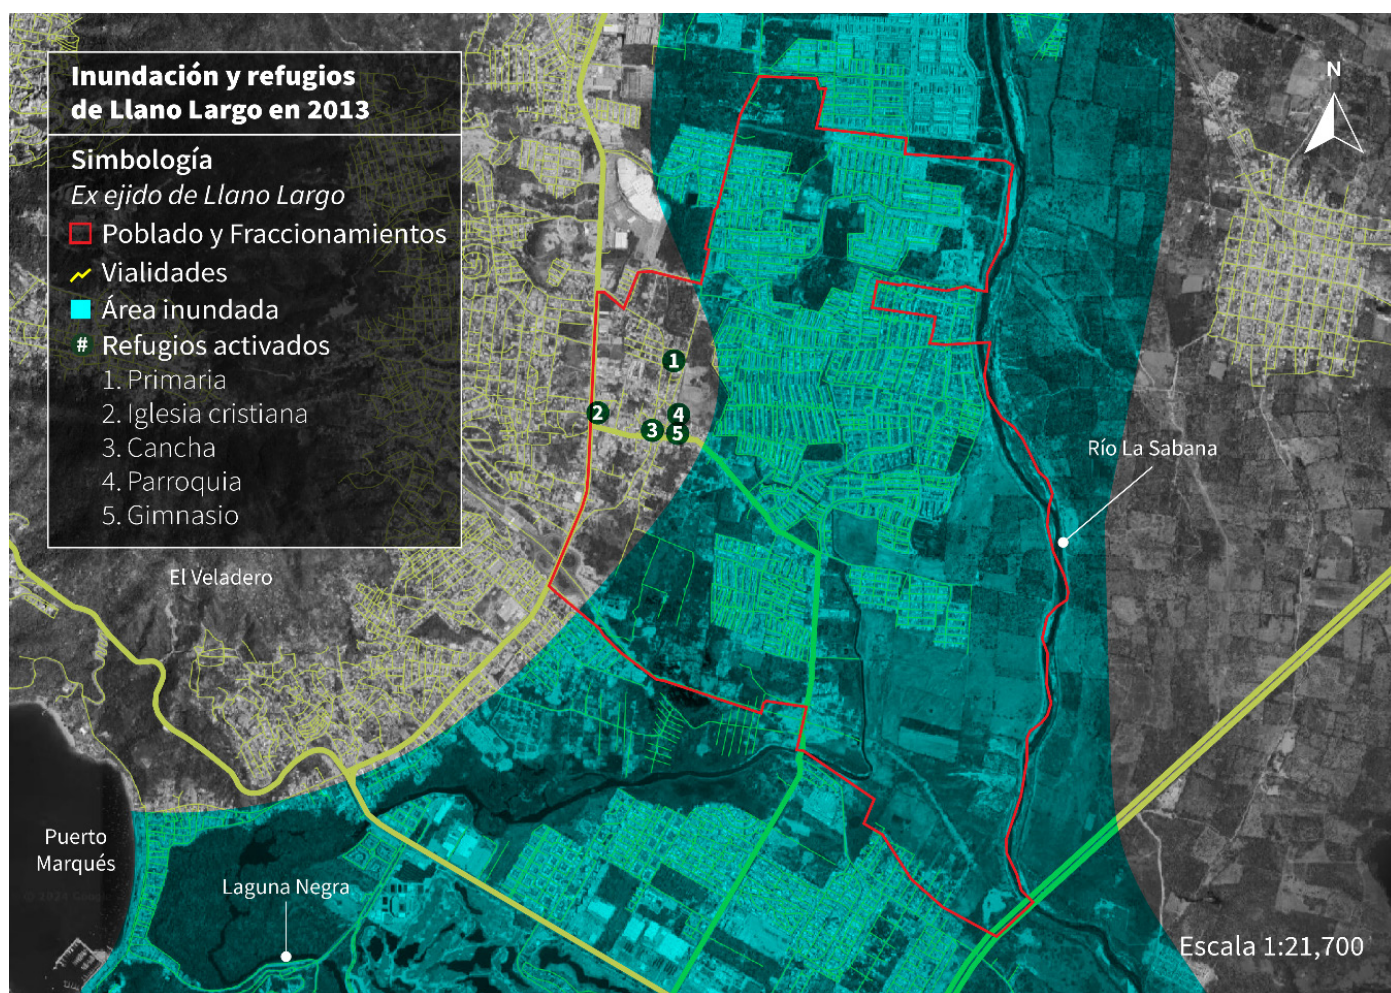 Inundación y refugios
de Llano Largo en 2013
Simbología
Ex ejido de Llano Largo
Poblado y Fraccionamientos
Vialidades
Área inundada
# Refugios activados
1. Primaria
2. Iglesia cristiana
3. Cancha
4. Parroquia
5. Gimnasio
N
1
2
4
3
5
Río La Sabana
El Veladero
Puerto
Marqués
Laguna Negra
Escala 1:21,700